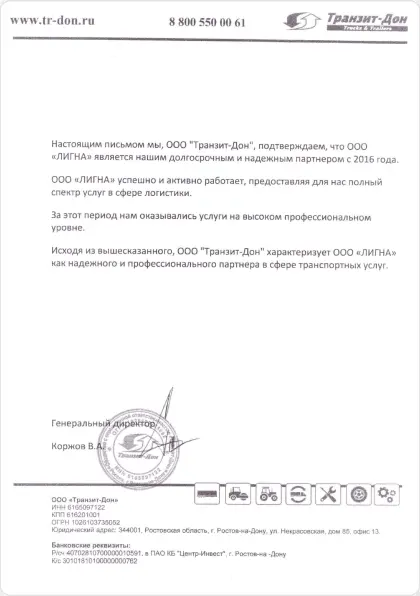 www.tr-don.ru
8 800 550 00 61
Транзит-Дон
Trucks & Trailers
Настоящим письмом мы, ООО "Транзит-Дон", подтверждаем, что ООО
«ЛИГНА» является нашим долгосрочным и надежным партнером с 2016 года.
ООО «ЛИГНА» успешно и активно работает, предоставляя для нас полный
спектр услуг в сфере логистики.
За этот период нам оказывались услуги на высоком профессиональном
уровне.
Исходя из вышесказанного, ООО "Транзит-Дон" характеризует ООО «ЛИГНА»
как надежного и профессионального партнера в сфере транспортных услуг.
Генеральный директор
Коржов В.А.
Транзит-Дон
ООО «Транзит-Дон»
ИНН 6165097122
КПП 616201001
ОГРН 1026103735052
Юридический адрес: 344001, Ростовская область, г. Ростов-на-Дону, ул. Некрасовская, дом 85, офис 13.
Банковские реквизиты:
Р/сч 40702810700000010591, в ПАО КБ "Центр-Инвест", г. Ростов-на -Дону
К/с 30101810100000000762